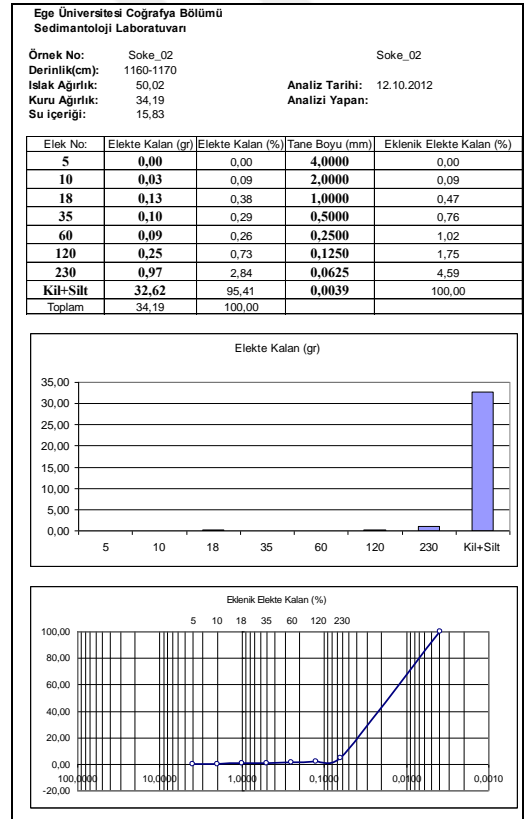 Ege Üniversitesi Coğrafya Bölümü
Sedimantoloji Laboratuvarı
Örnek No: Soke_02 Soke_02
Derinlik(cm): 1160-1170
Islak Ağırlık: 50,02 Analiz Tarihi: 12.10.2012
Kuru Ağırlık: 34,19 Analizi Yapan:
Su içeriği: 15,83
Elek No: Elekte Kalan (gr) Elekte Kalan (%) Tane Boyu (mm) Eklenik Elekte Kalan (%)
5 0,00 0,00 4,0000 0,00
10 0,03 0,09 2,0000 0,09
18 0,13 0,38 1,0000 0,47
35 0,10 0,29 0,5000 0,76
60 0,09 0,26 0,2500 1,02
120 0,25 0,73 0,1250 1,75
230 0,97 2,84 0,0625 4,59
Kil+Silt 32,62 95,41 0,0039 100,00
Toplam 34,19 100,00
Elekte Kalan (gr)
35,00
30,00
25,00
20,00
15,00
10,00
5,00
0,00
5 10 18 35 60 120 230 Kil+Silt
Eklenik Elekte Kalan (%)
5 10 18 35 60 120 230
100,00
80,00
60,00
40,00
20,00
0,00
100,0000 10,0000 1,0000 0,1000 0,0100 0,0010
-20,00